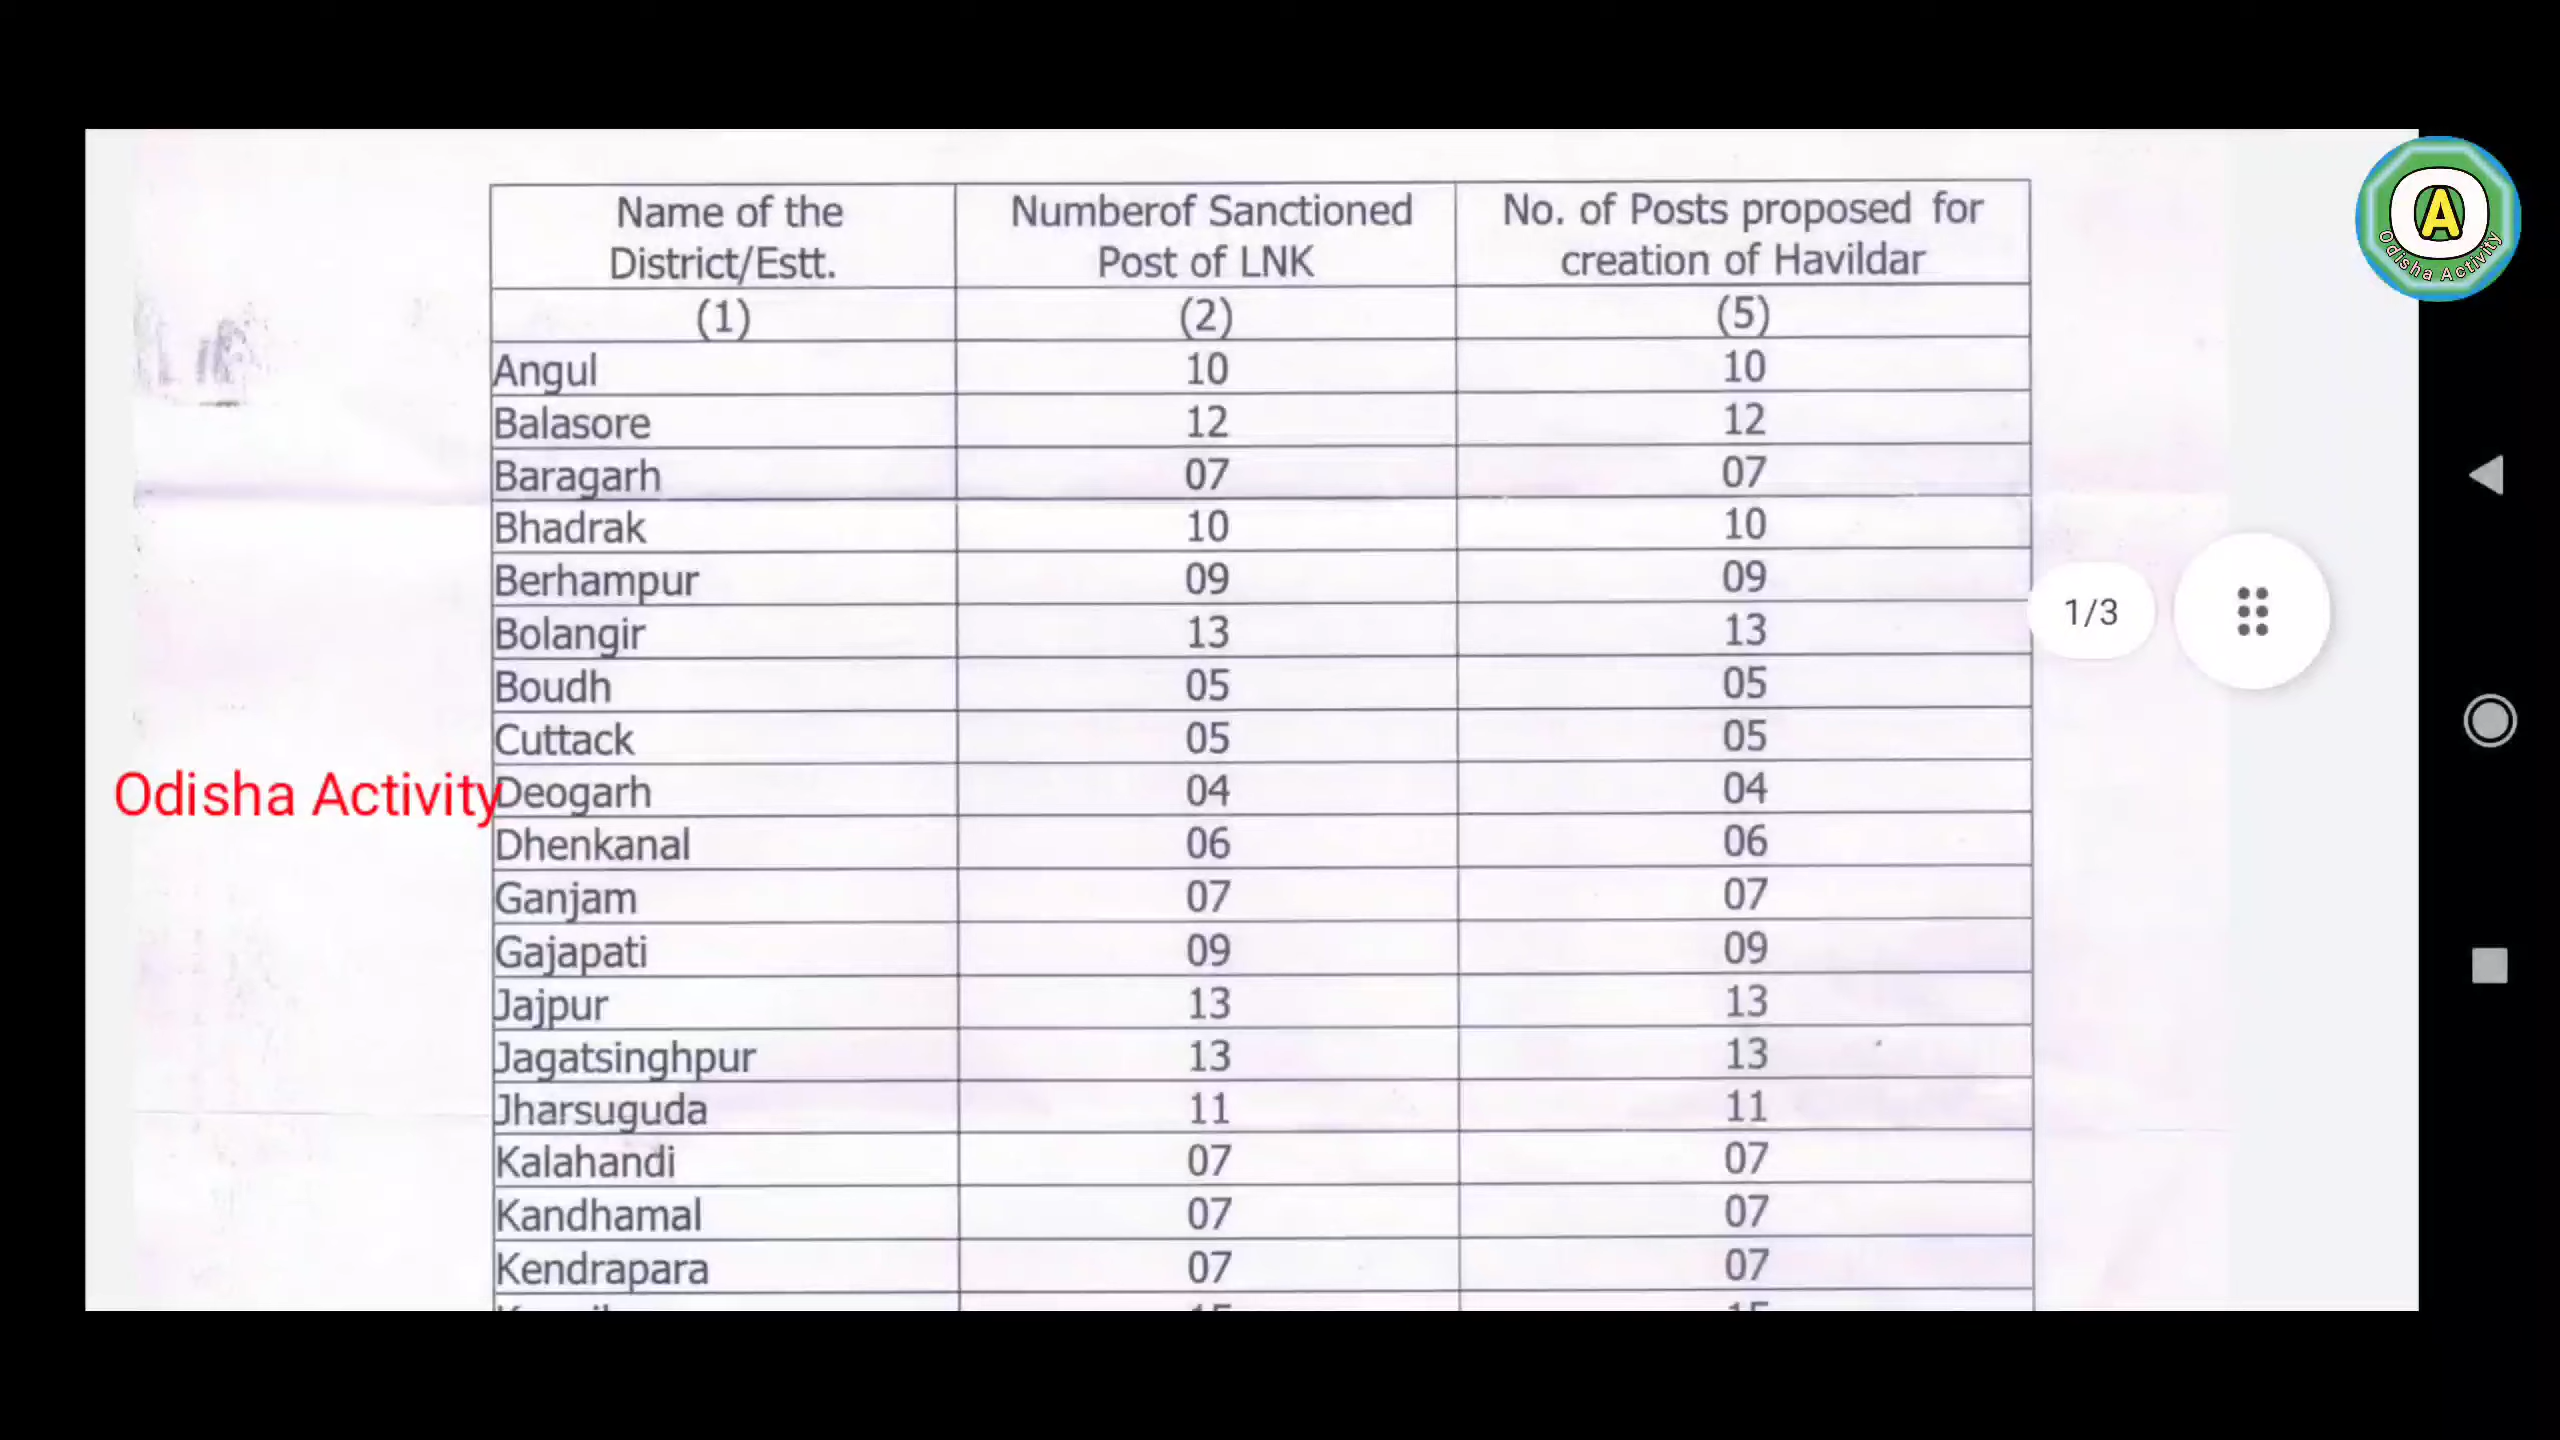 Name of the District/Estt. Numberof Sanctioned Post of LNK No. of Posts proposed for creation of Havildar
(1) (2) (5)
Angul 10 10
Balasore 12 12
Baragarh 07 07
Bhadrak 10 10
Berhampur 09 09
Bolangir 13 13
Boudh 05 05
Cuttack 05 05
Odisha Activity
Deogarh 04 04
Dhenkanal 06 06
Ganjam 07 07
Gajapati 09 09
Jajpur 13 13
Jagatsinghpur 13 13
Jharsuguda 11 11
Kalahandi 07 07
Kandhamal 07 07
Kendrapara 07 07
1/3
A
Odisha Activity